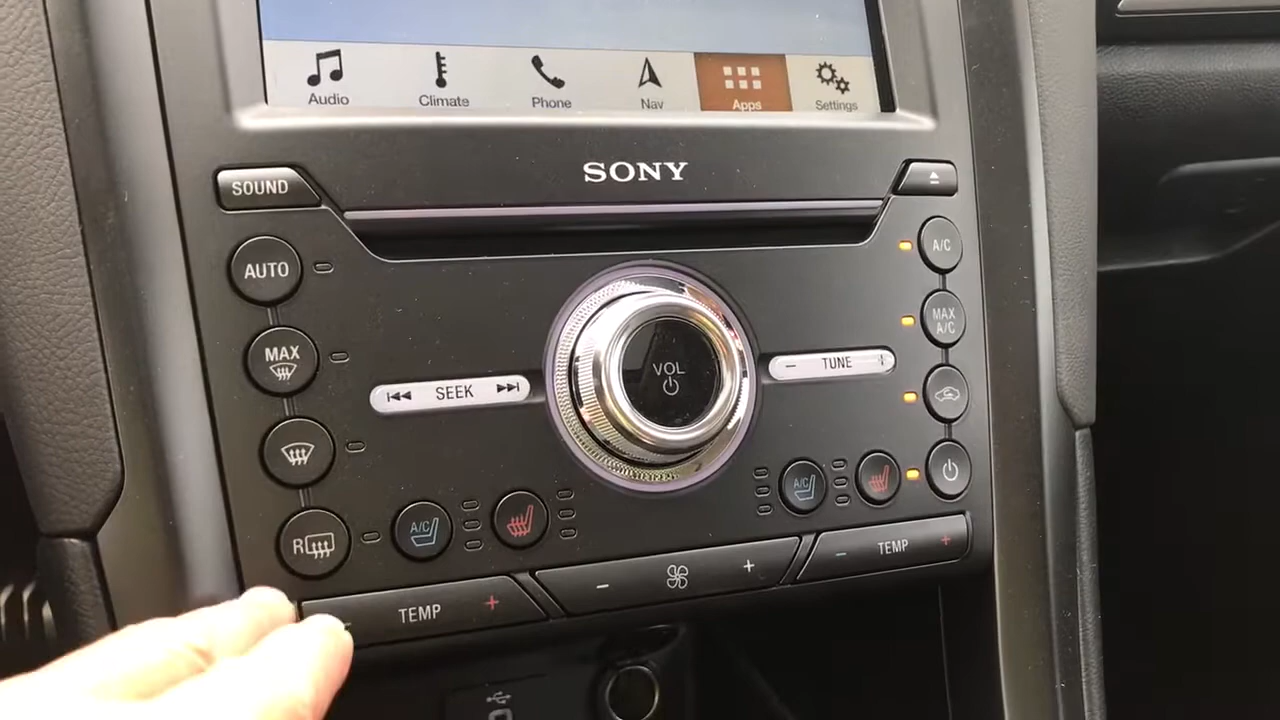 Audio
Climate
Phone
Nav
Apps
Settings
SONY
SOUND
AUTO
A/C
MAX
MAX
A/C
VOL
SEEK
TUNE
R
A/C
A/C
TEMP
TEMP